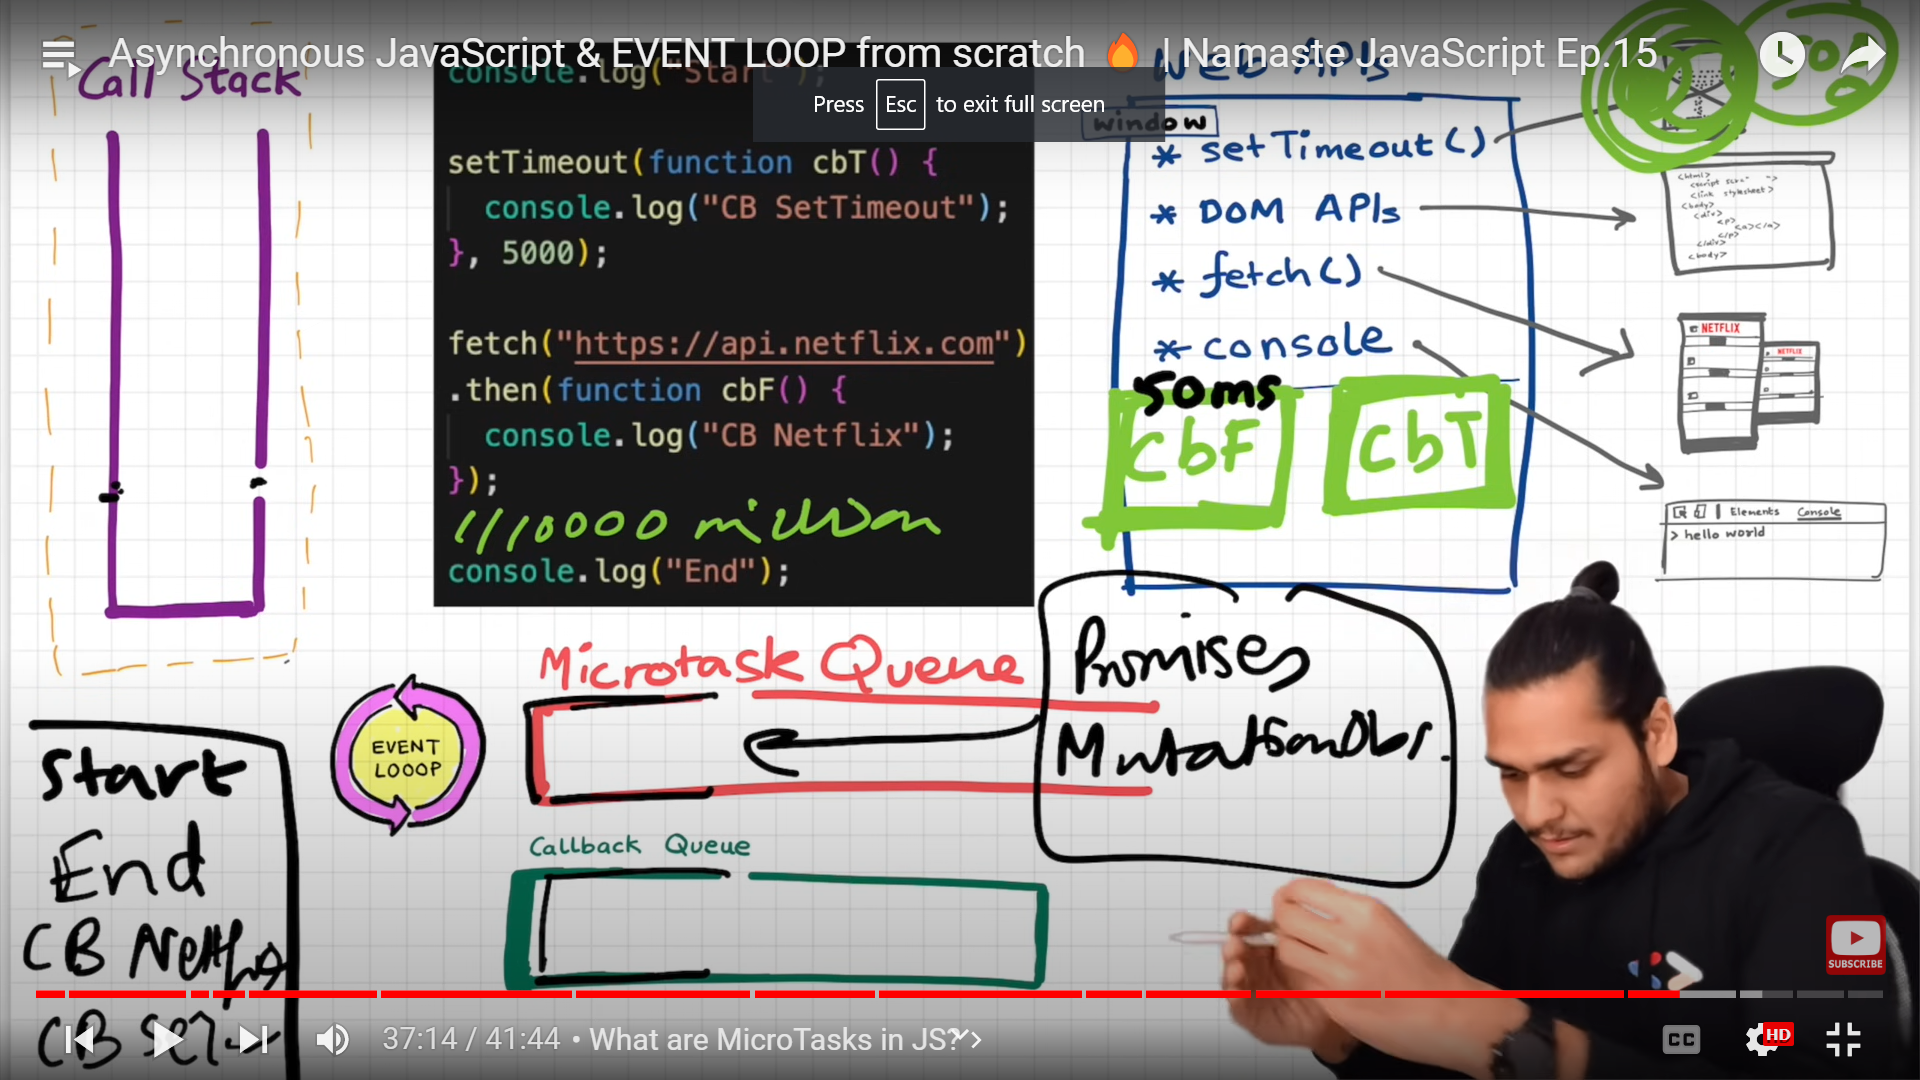 Asynchronous JavaScript & EVENT LOOP from scratch 🔥 | Namaste JavaScript Ep.15
Press Esc to exit full screen
Call Stack
console.log("Start");
setTimeout(function cbT() {
console.log("CB SetTimeout");
}, 5000);
fetch("https://api.netflix.com")
.then(function cbF() {
console.log("CB Netflix");
});
1/10000 million
console.log("End");
Web APIs
window
* setTimeout()
* DOM APIs
* fetch()
* console
50ms
CbF
CbT
NETFLIX
NETFLIX
Elements Console
> hello world
Microtask Queue
Promises
EVENT
LOOOP
Callback Queue
Start
End
CB
CB
SUBSCRIBE
37:14 / 41:44 • What are MicroTasks in JS?
CC
HD